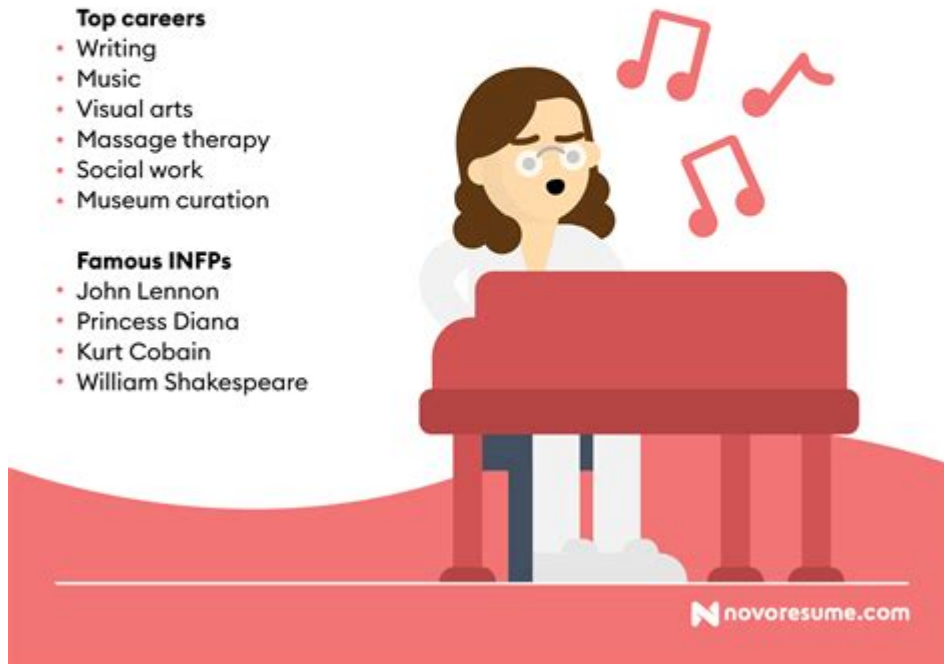 Top careers
Writing
Music
Visual arts
Massage therapy
Social work
Museum curation
Famous INFPs
John Lennon
Princess Diana
Kurt Cobain
William Shakespeare
novoresume.com